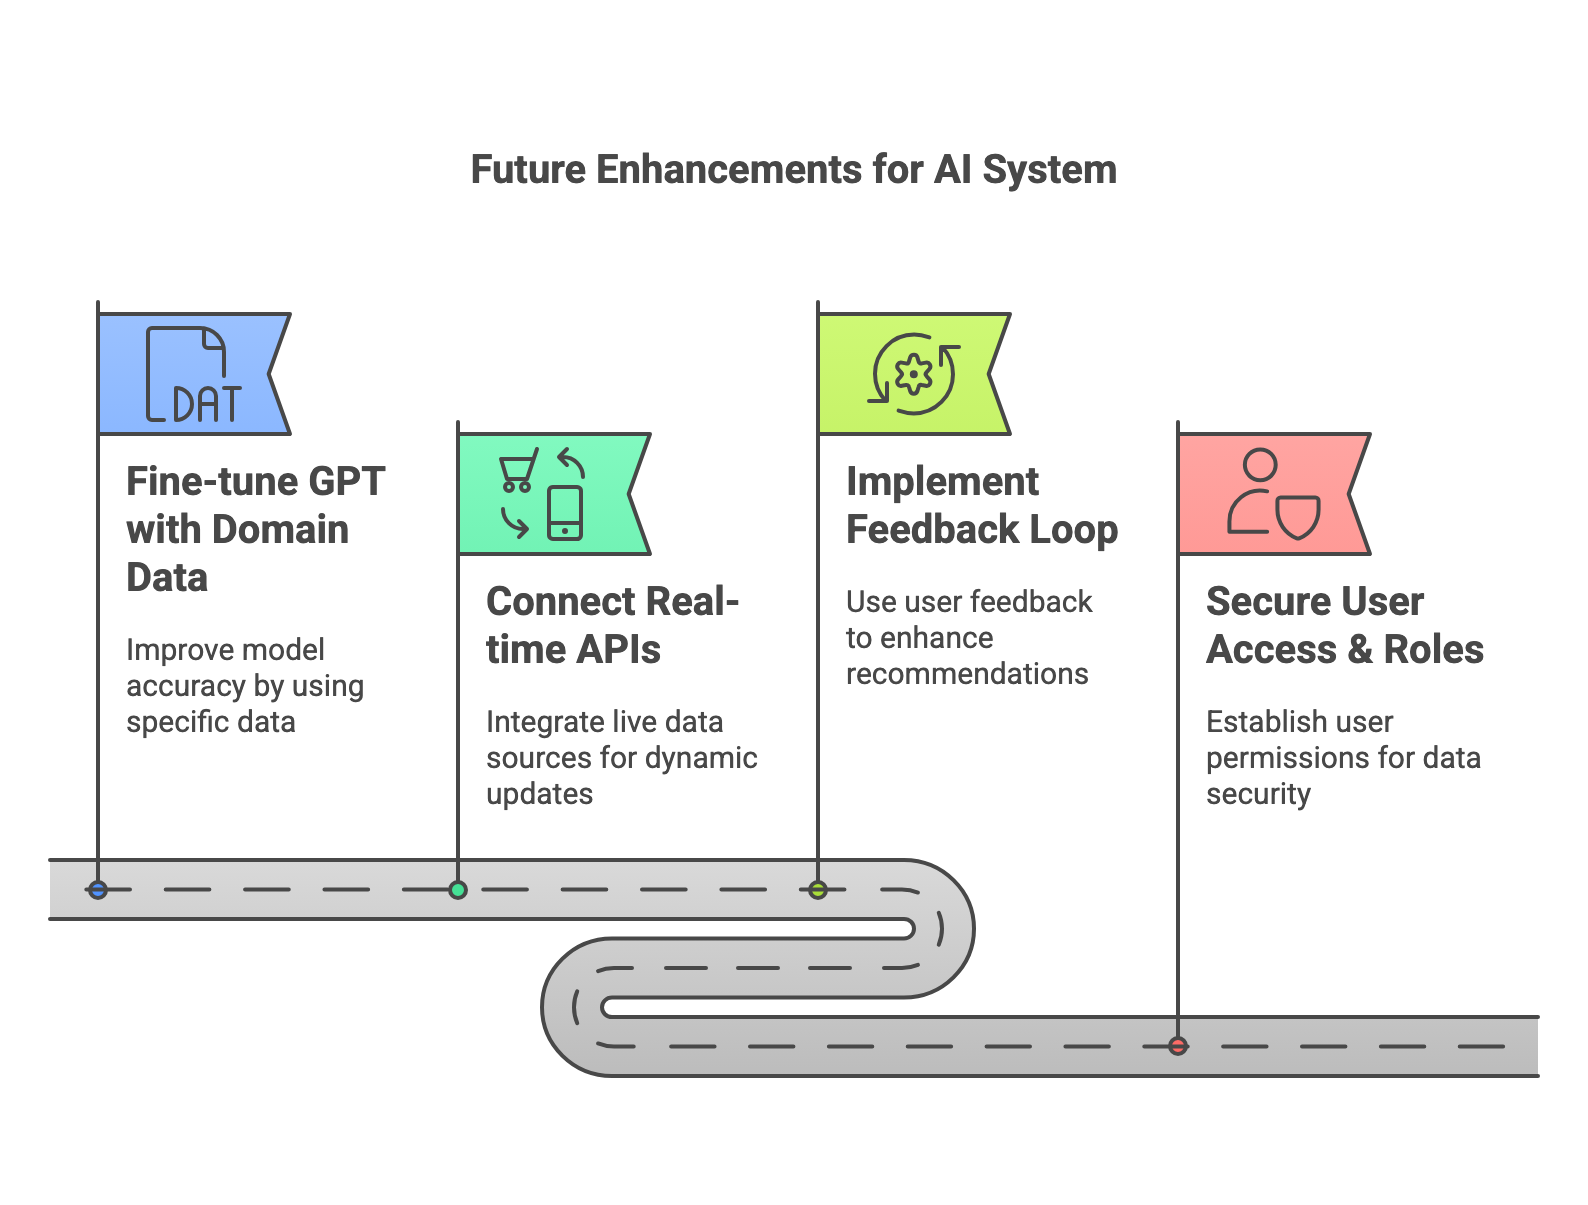 Future Enhancements for AI System
DAT
Fine-tune GPT
with Domain
Data
Improve model
accuracy by using
specific data
Connect Real-
time APIs
Integrate live data
sources for dynamic
updates
Implement
Feedback Loop
Use user feedback
to enhance
recommendations
Secure User
Access & Roles
Establish user
permissions for data
security